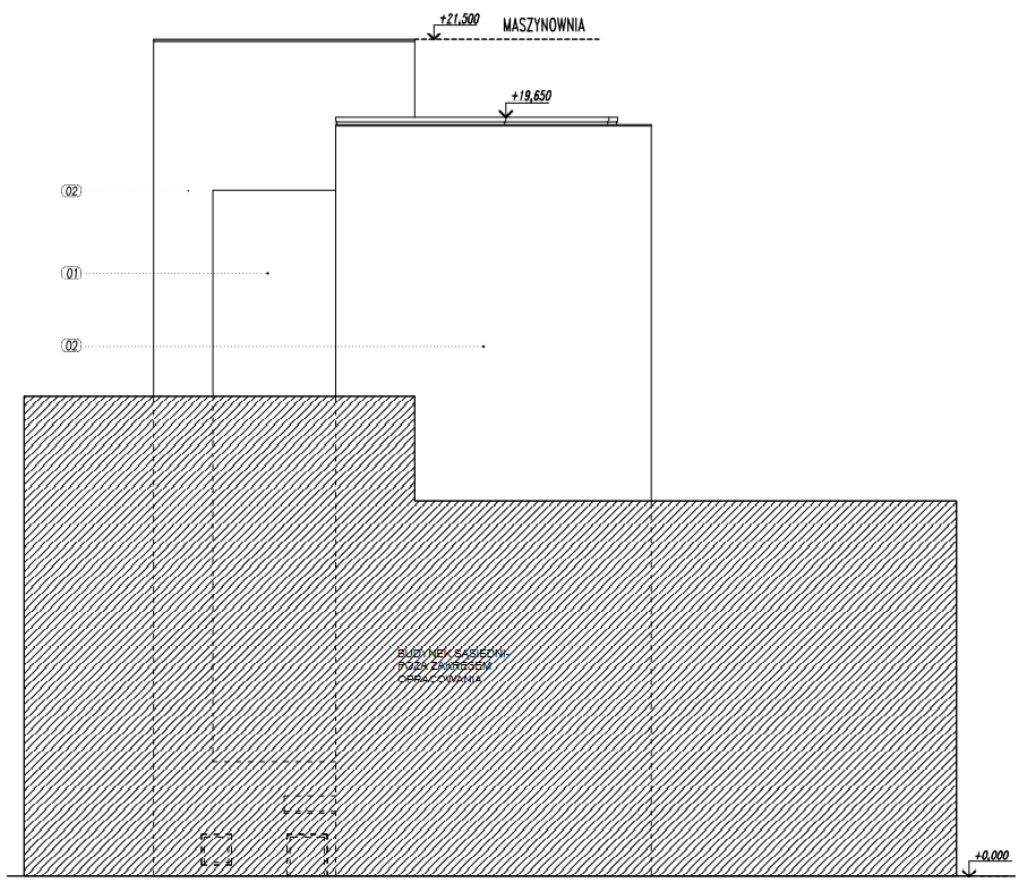 +21,500 MASZYNOWNIA
+19,650
02
01
02
BUDYNEK SĄSIEDNI-
POZA ZAKRESEM
OPRACOWANIA
+0,000